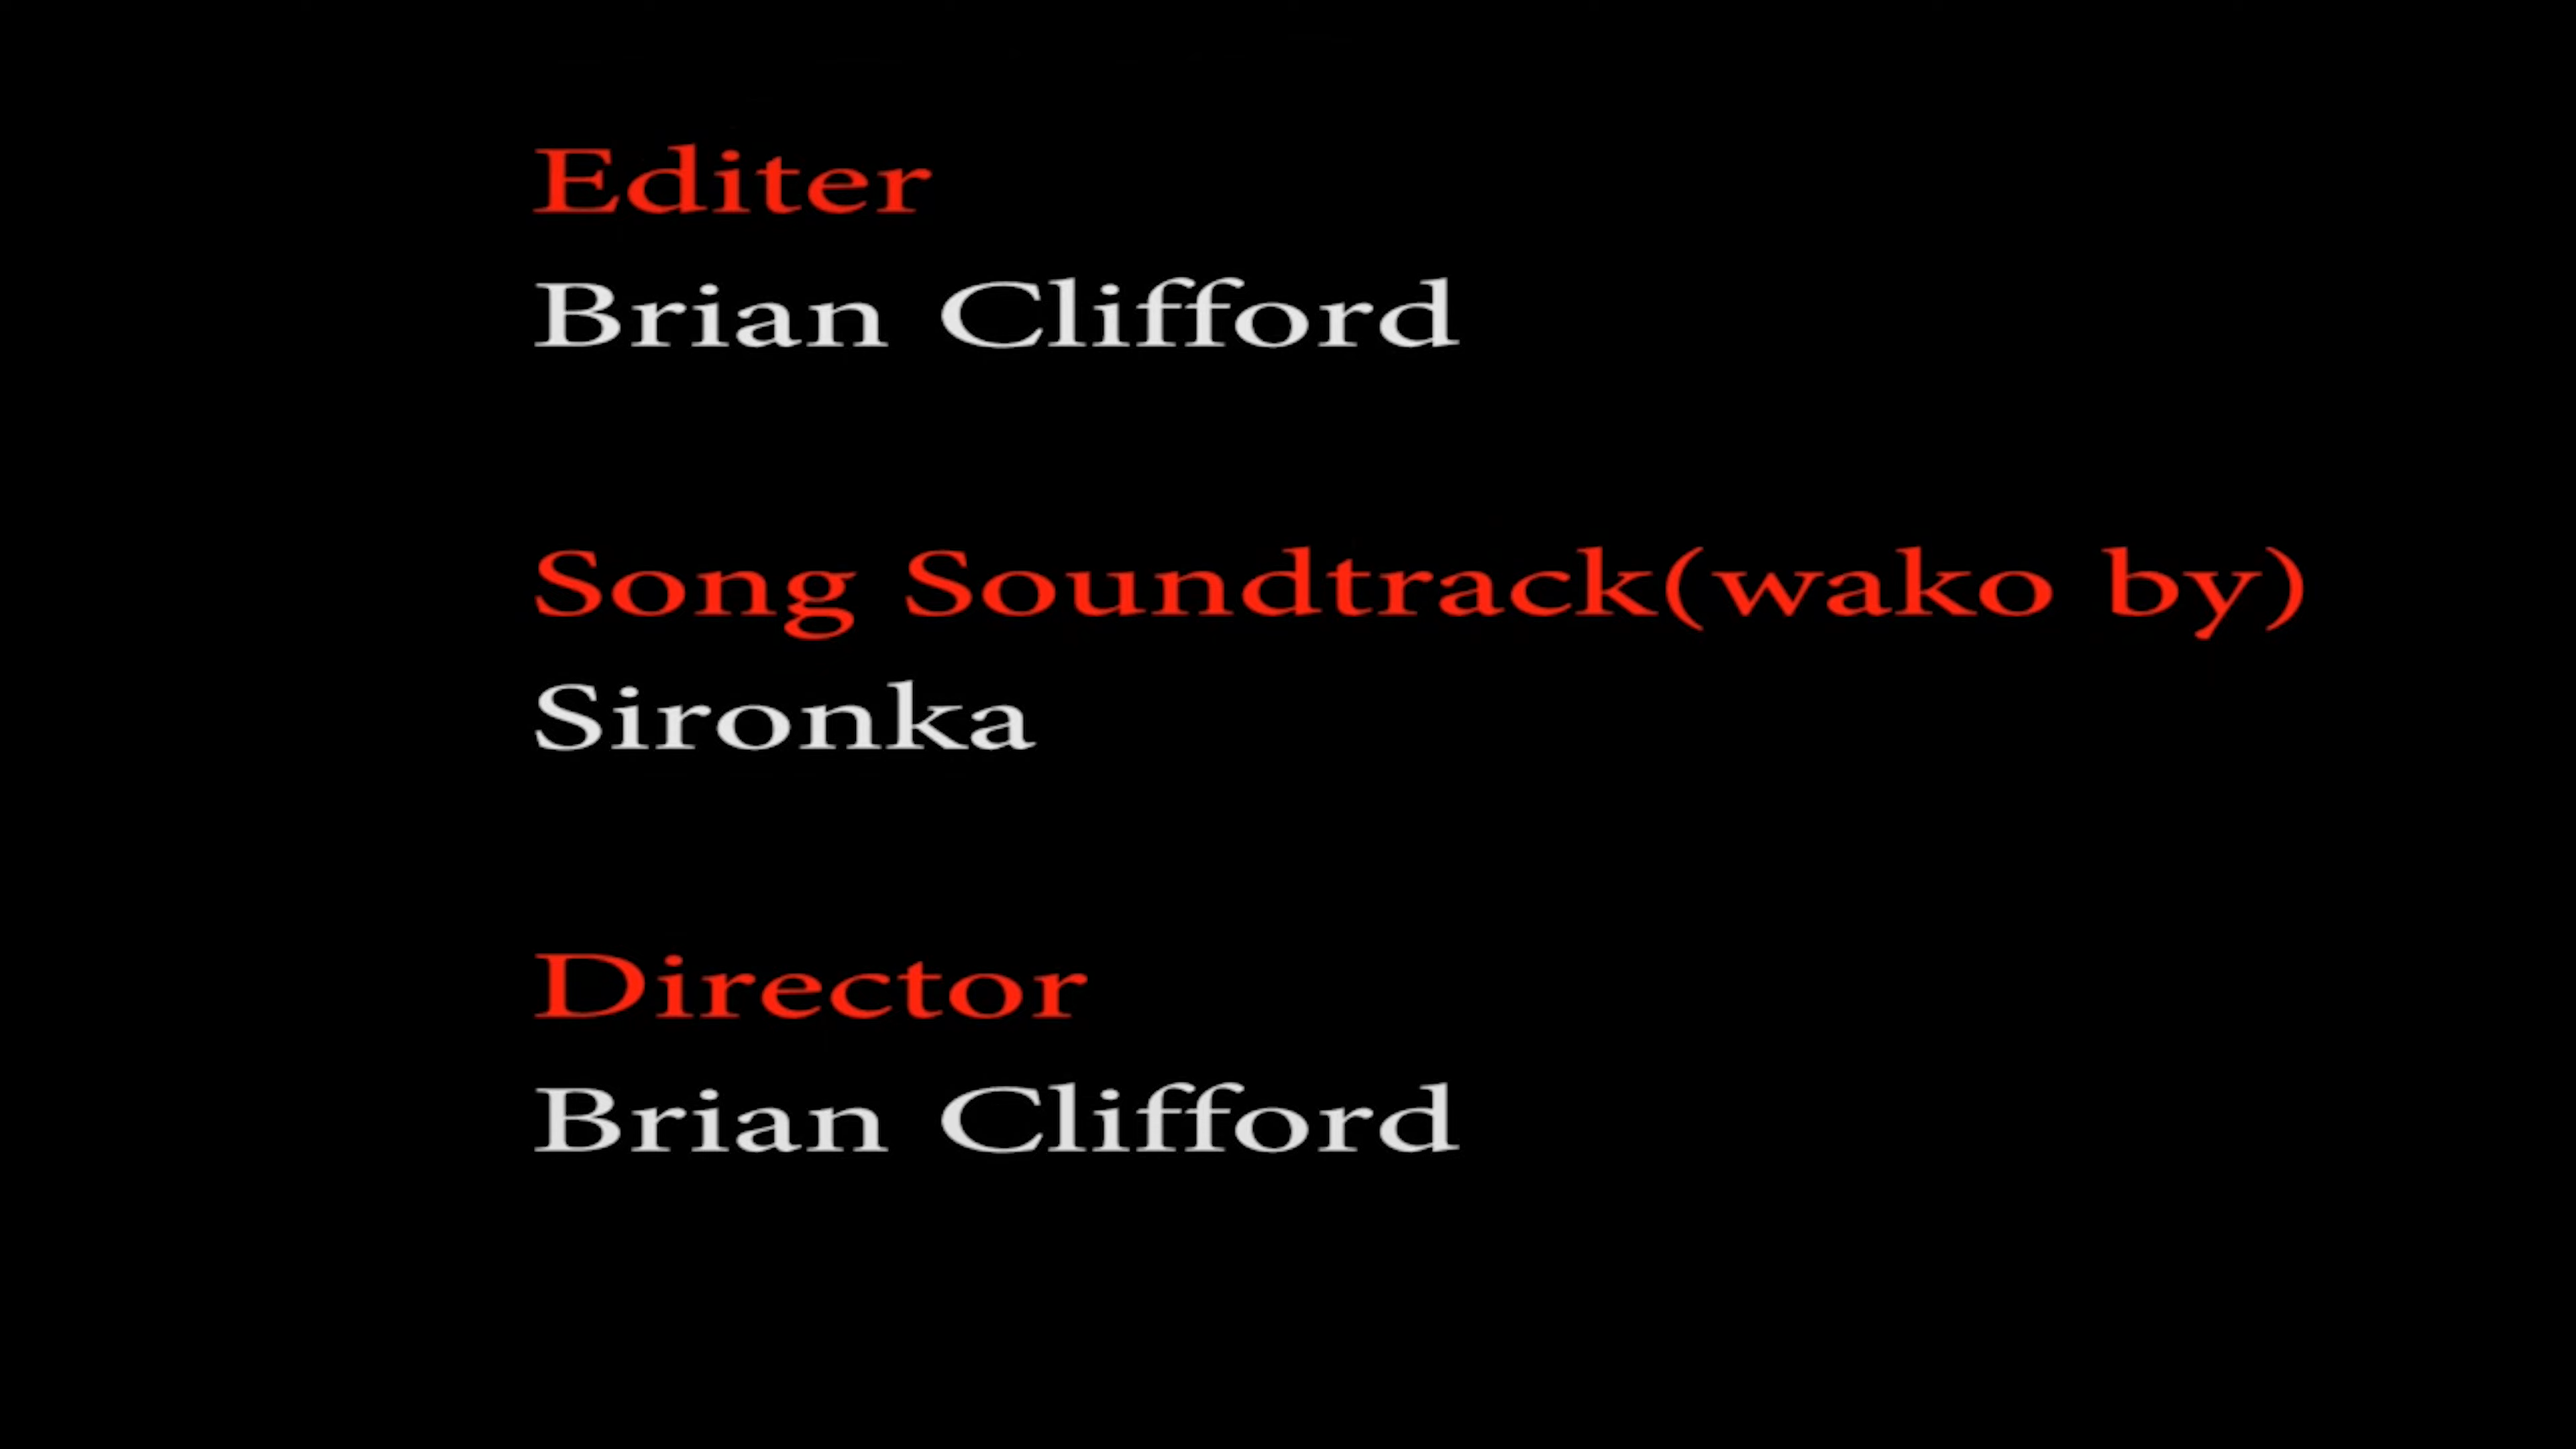 Editer
Brian Clifford
Song Soundtrack(wako by)
Sironka
Director
Brian Clifford